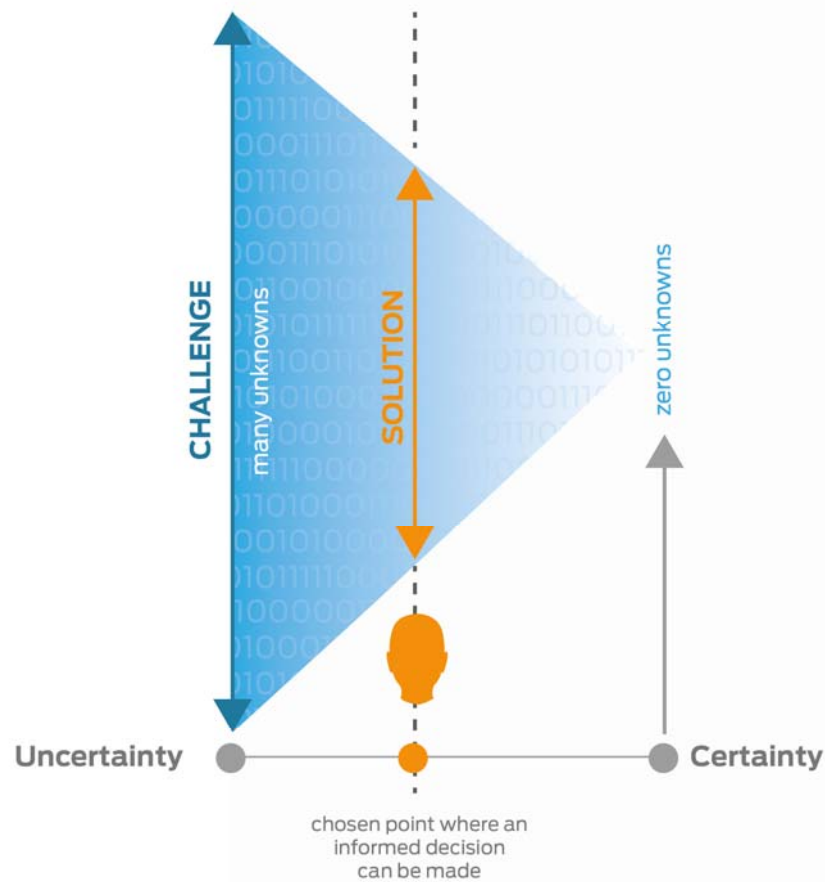 CHALLENGE
many unknowns
SOLUTION
zero unknowns
Uncertainty
Certainty
chosen point where an
informed decision
can be made